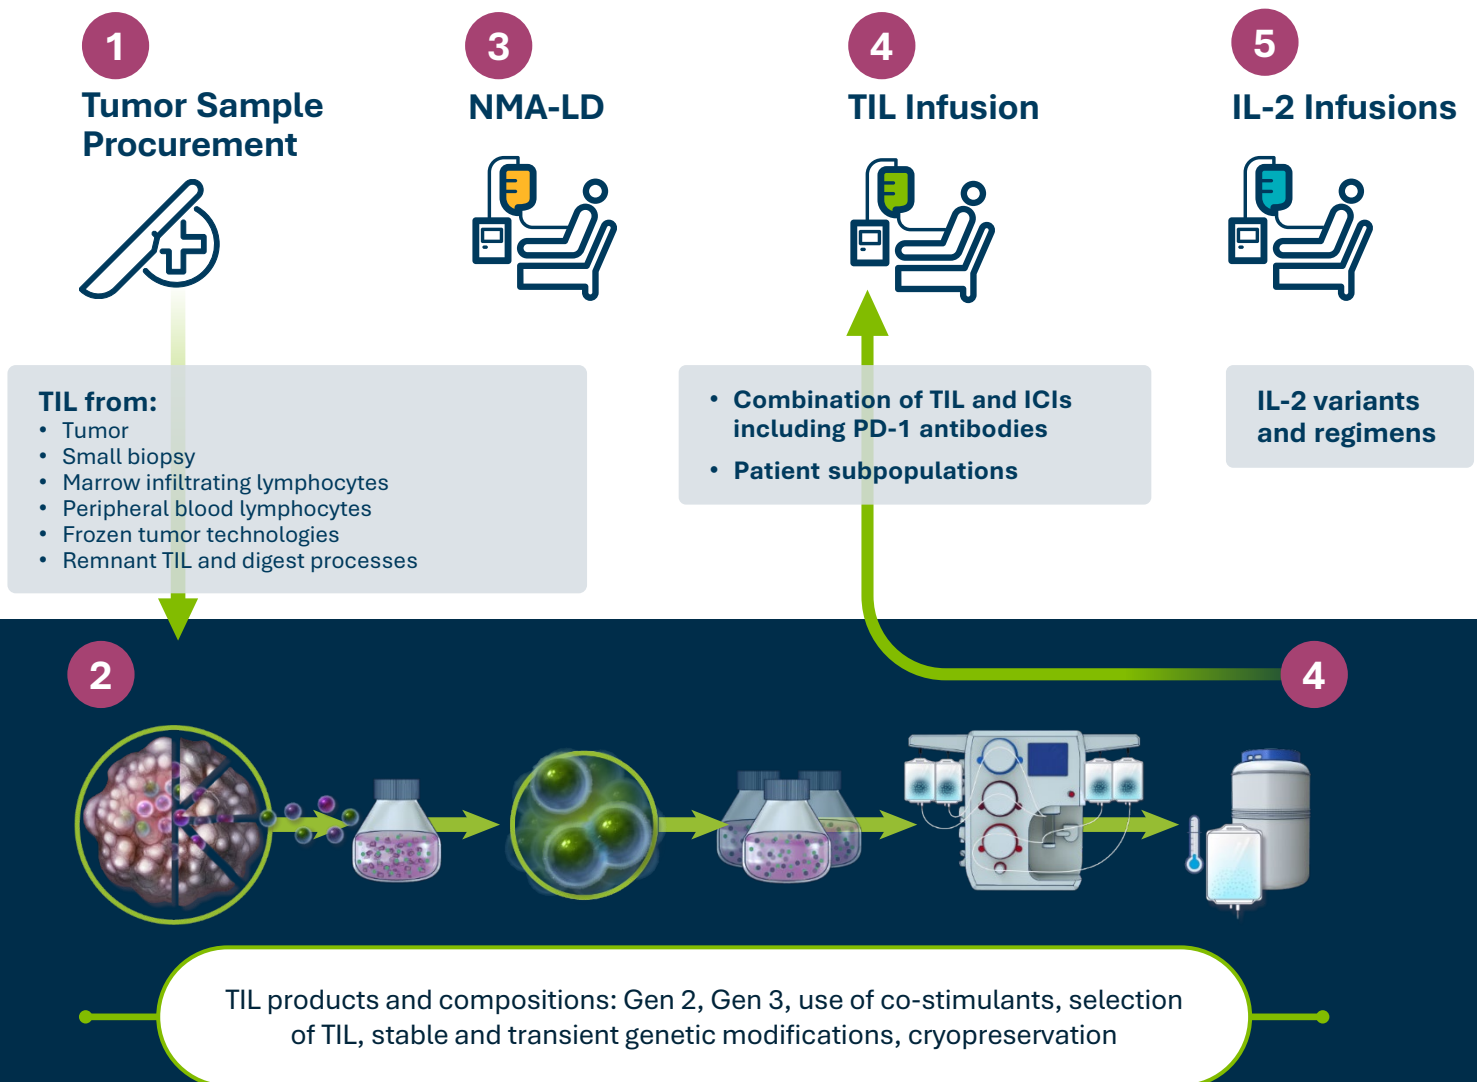 1
Tumor Sample
Procurement
3
NMA-LD
4
TIL Infusion
5
IL-2 Infusions
TIL from:
• Tumor
• Small biopsy
• Marrow infiltrating lymphocytes
• Peripheral blood lymphocytes
• Frozen tumor technologies
• Remnant TIL and digest processes
• Combination of TIL and ICIs
including PD-1 antibodies
• Patient subpopulations
IL-2 variants
and regimens
2
4
TIL products and compositions: Gen 2, Gen 3, use of co-stimulants, selection
of TIL, stable and transient genetic modifications, cryopreservation